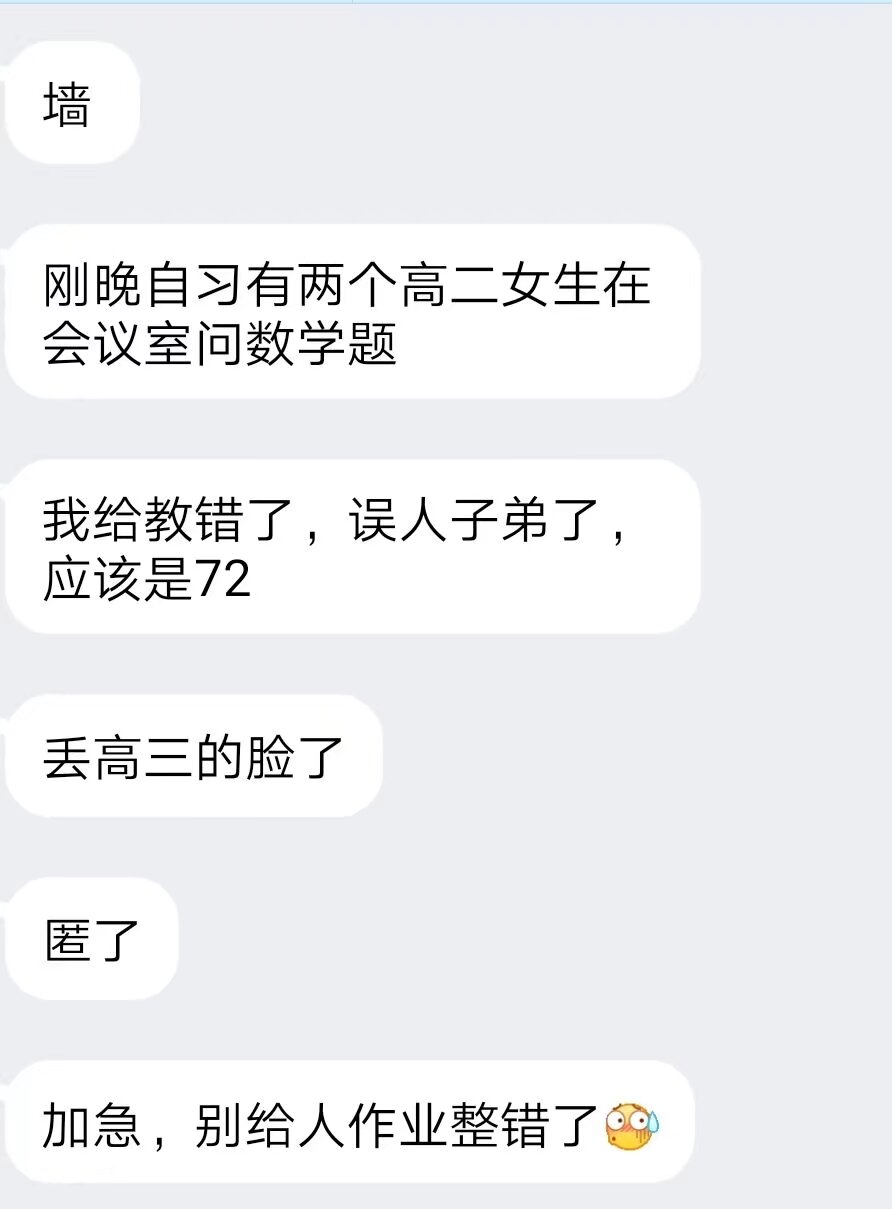 墙
刚晚自习有两个高二女生在
会议室问数学题
我给教错了，误人子弟了，
应该是72
丢高三的脸了
匿了
加急，别给人作业整错了